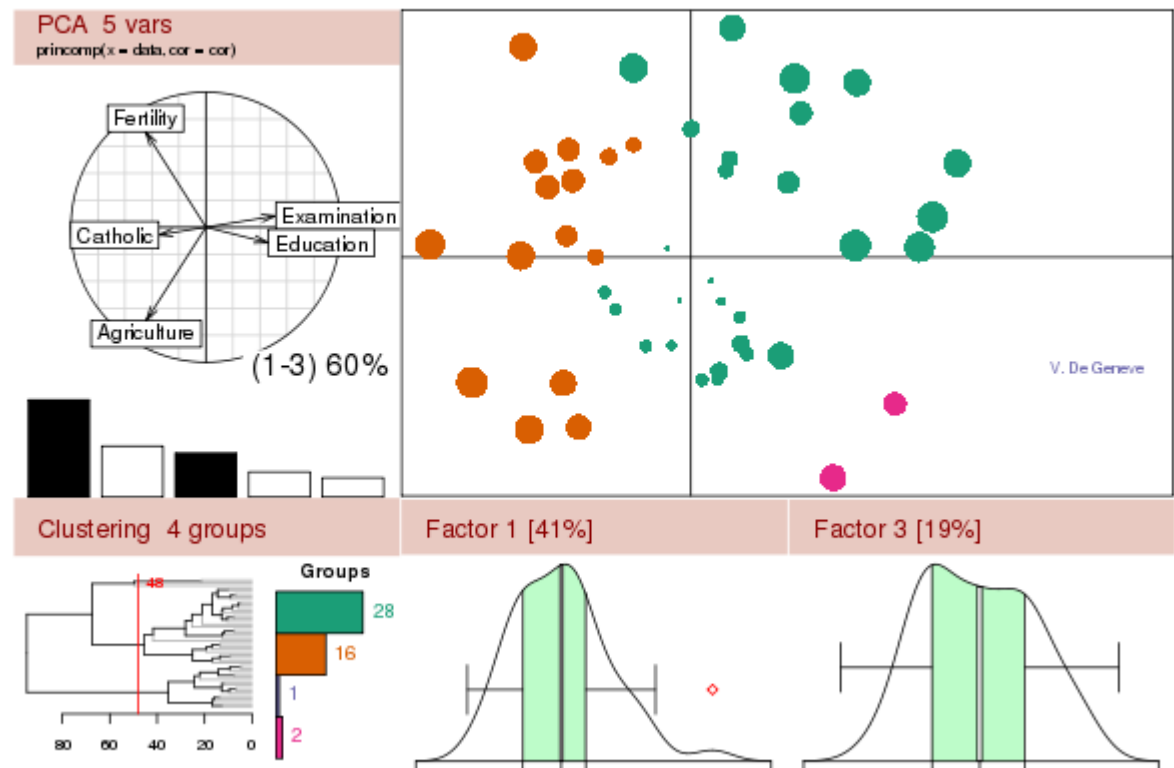 PCA 5 vars
princomp(x = data, cor = cor)
Fertility
Examination
Catholic
Education
Agriculture
(1-3) 60%
V. De Geneve
Clustering 4 groups
Factor 1 [41%]
Factor 3 [19%]
Groups
48
28
16
1
2
80 60 40 20 0